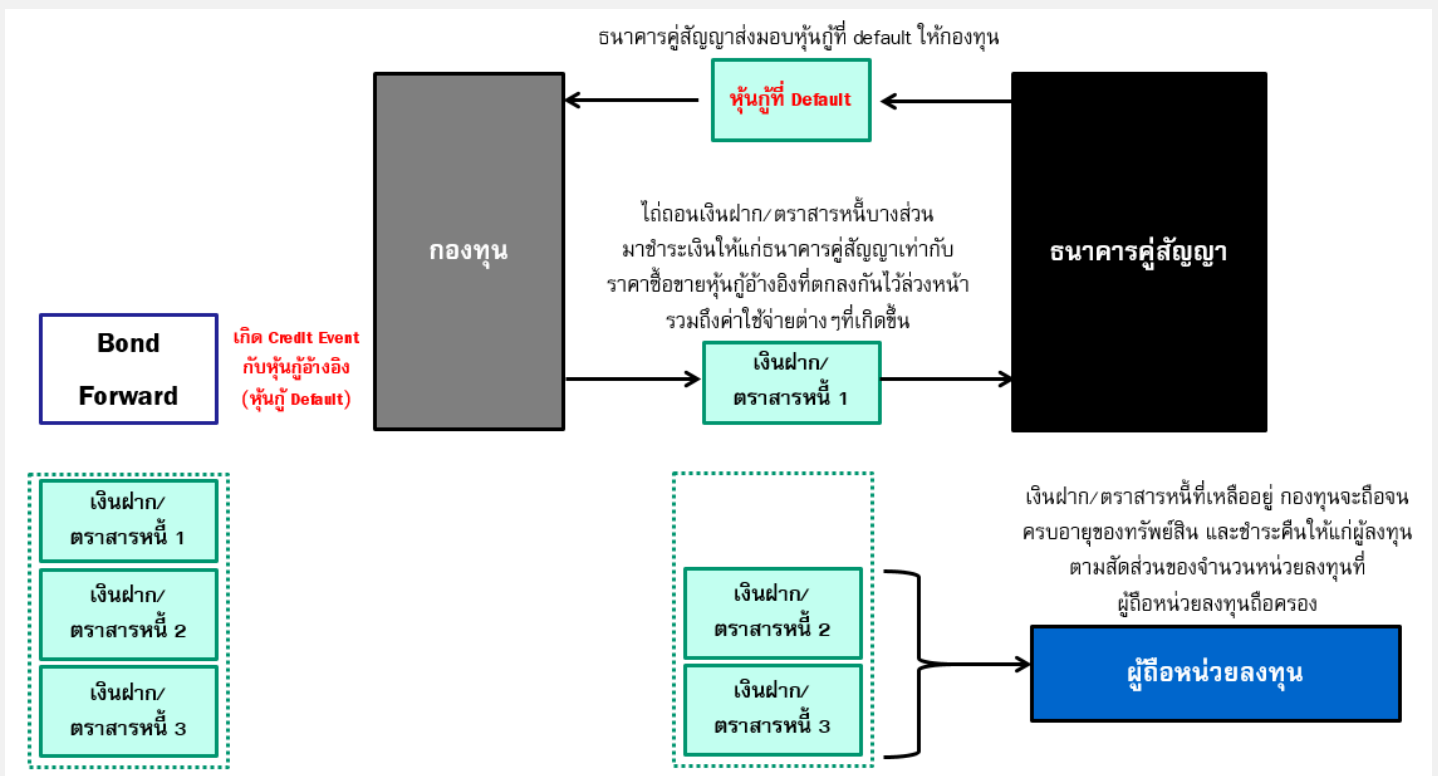 ธนาคารคู่สัญญาส่งมอบหุ้นกู้ที่ default ให้กองทุน
หุ้นกู้ที่ Default
กองทุน
ธนาคารคู่สัญญา
ไถ่ถอนเงินฝาก/ตราสารหนี้บางส่วน
มาชำระเงินให้แก่ธนาคารคู่สัญญาเท่ากับ
ราคาซื้อขายหุ้นกู้อ้างอิงที่ตกลงกันไว้ล่วงหน้า
รวมถึงค่าใช้จ่ายต่างๆที่เกิดขึ้น
Bond
Forward
เกิด Credit Event
กับหุ้นกู้อ้างอิง
(หุ้นกู้ Default)
เงินฝาก/
ตราสารหนี้ 1
เงินฝาก/
ตราสารหนี้ 1
เงินฝาก/
ตราสารหนี้ 2
เงินฝาก/
ตราสารหนี้ 3
เงินฝาก/
ตราสารหนี้ 2
เงินฝาก/
ตราสารหนี้ 3
เงินฝาก/ตราสารหนี้ที่เหลืออยู่ กองทุนจะถือจน
ครบอายุของทรัพย์สิน และชำระคืนให้แก่ผู้ลงทุน
ตามสัดส่วนของจำนวนหน่วยลงทุนที่
ผู้ถือหน่วยลงทุนถือครอง
ผู้ถือหน่วยลงทุน